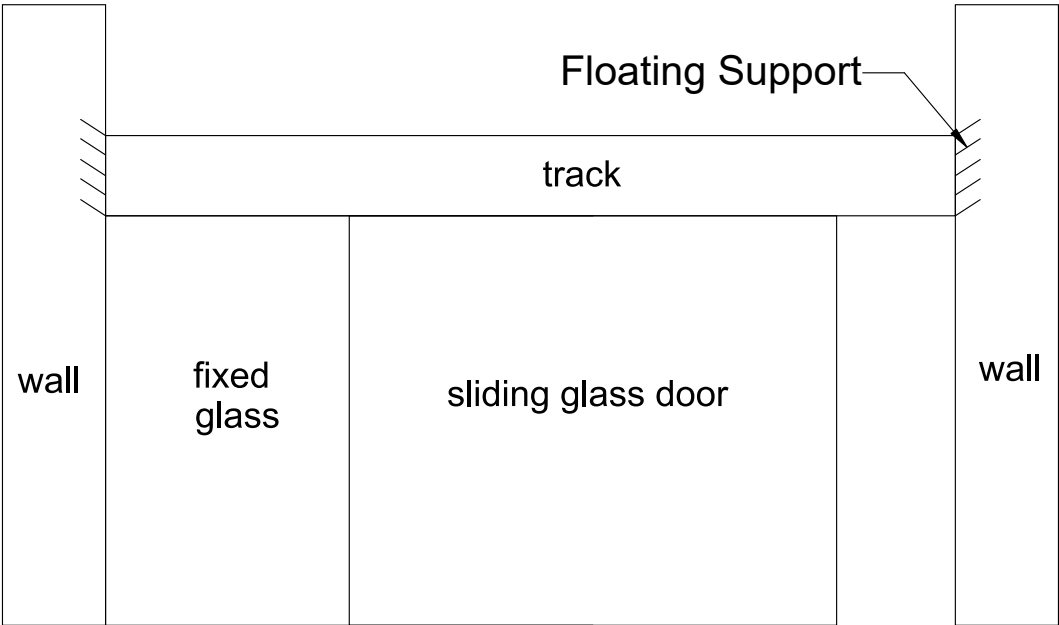 Floating Support
track
wall
fixed
glass
sliding glass door
wall